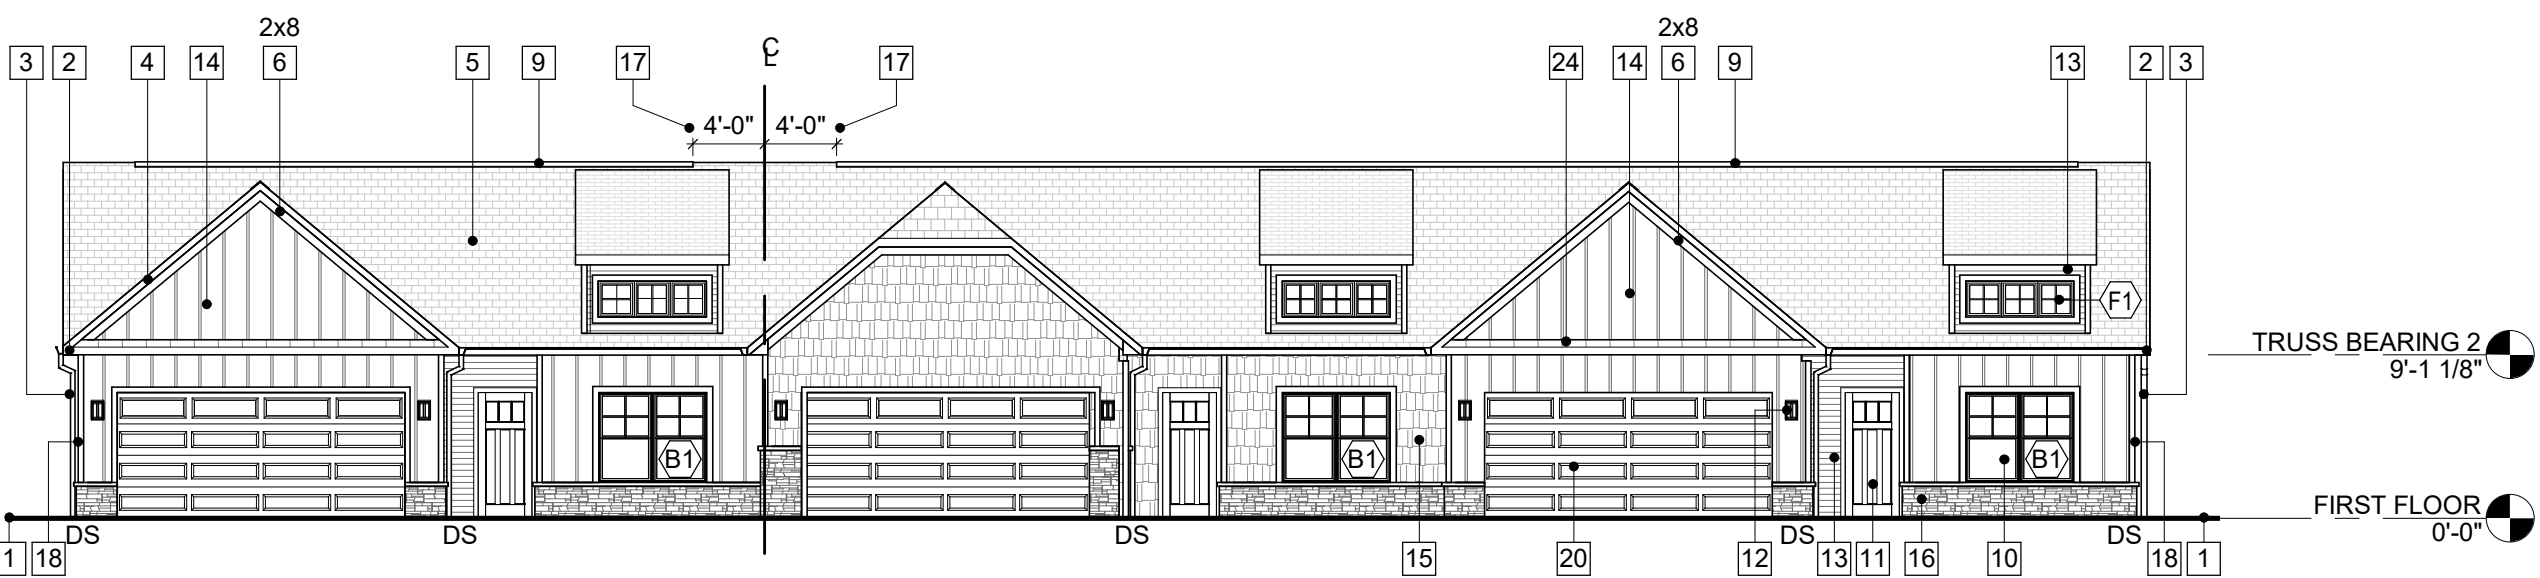 2x8
2x8
3
2
4
14
6
5
9
17
CL
17
24
14
6
9
13
2
3
4'-0"
4'-0"
F1
TRUSS BEARING 2
9'-1 1/8"
B1
B1
B1
FIRST FLOOR
0'-0"
DS
DS
DS
DS
DS
1
18
15
20
12
13
11
16
10
18
1